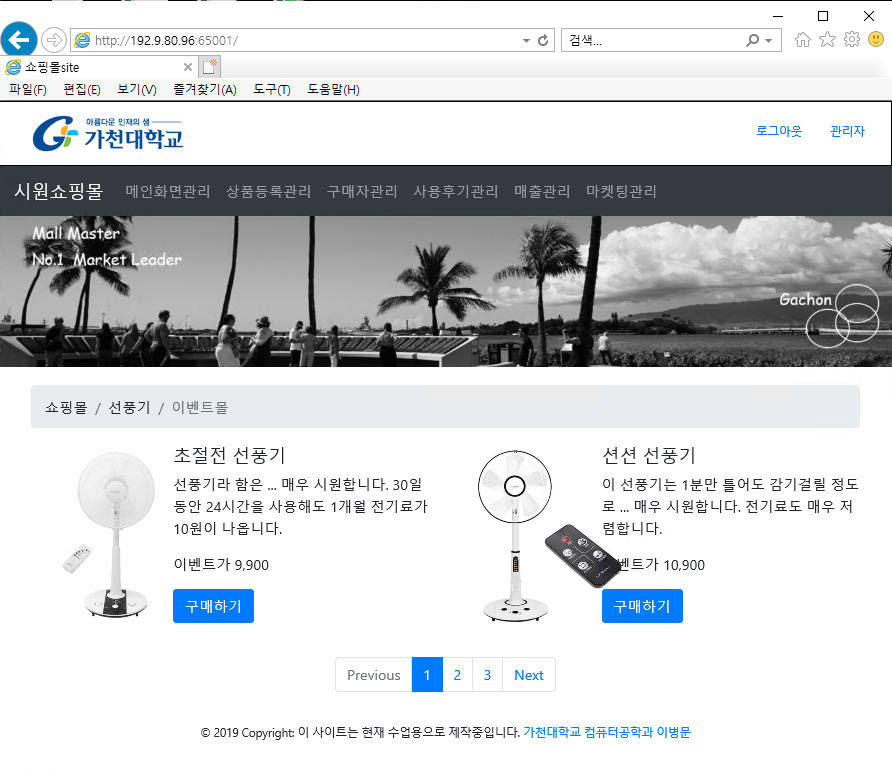 http://192.9.80.96:65001/
검색...
쇼핑몰site
파일(F) 편집(E) 보기(V) 즐겨찾기(A) 도구(T) 도움말(H)
아름다운 인재의 샘
가천대학교
로그아웃 관리자
시원쇼핑몰 메인화면관리 상품등록관리 구매자관리 사용후기관리 매출관리 마켓팅관리
Mall Master
No.1 Market Leader
Gachon
쇼핑몰 / 선풍기 / 이벤트몰
초절전 선풍기
선풍기라 함은 ... 매우 시원합니다. 30일
동안 24시간을 사용해도 1개월 전기료가
10원이 나옵니다.
이벤트가 9,900
구매하기
션션 선풍기
이 선풍기는 1분만 틀어도 감기걸릴 정도
로 ... 매우 시원합니다. 전기료도 매우 저
렴합니다.
벤트가 10,900
구매하기
Previous 1 2 3 Next
© 2019 Copyright: 이 사이트는 현재 수업용으로 제작중입니다. 가천대학교 컴퓨터공학과 이병문